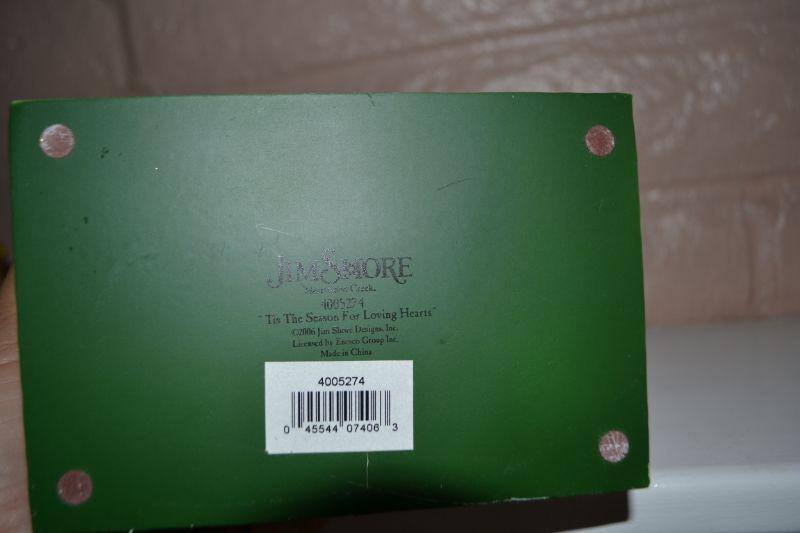 JIM SHORE
Heartwood Creek.
4005274
"Tis The Season For Loving Hearts"
©2006 Jim Shore Designs, Inc.
Licensed by Enesco Group Inc.
Made in China
4005274
0 45544 07406 3